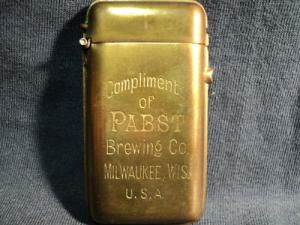 Compliments
of
PABST
Brewing Co.
MILWAUKEE, WIS.
U.S.A.